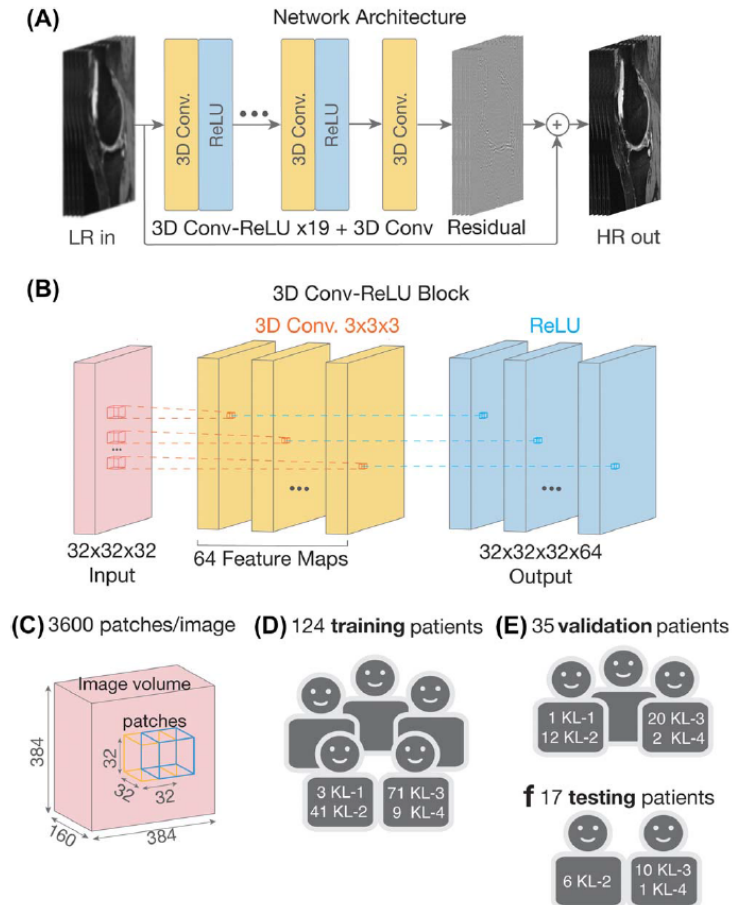 (A)
Network Architecture
3D Conv.
ReLU
3D Conv.
ReLU
3D Conv.
LR in
3D Conv-ReLU x19 + 3D Conv
Residual
+
HR out
(B)
3D Conv-ReLU Block
3D Conv. 3x3x3
ReLU
...
32x32x32
Input
64 Feature Maps
32x32x32x64
Output
(C) 3600 patches/image
Image volume
patches
384
32
32
32
160
384
(D) 124 training patients
3 KL-1
41 KL-2
71 KL-3
9 KL-4
(E) 35 validation patients
1 KL-1
12 KL-2
20 KL-3
2 KL-4
f 17 testing patients
6 KL-2
10 KL-3
1 KL-4